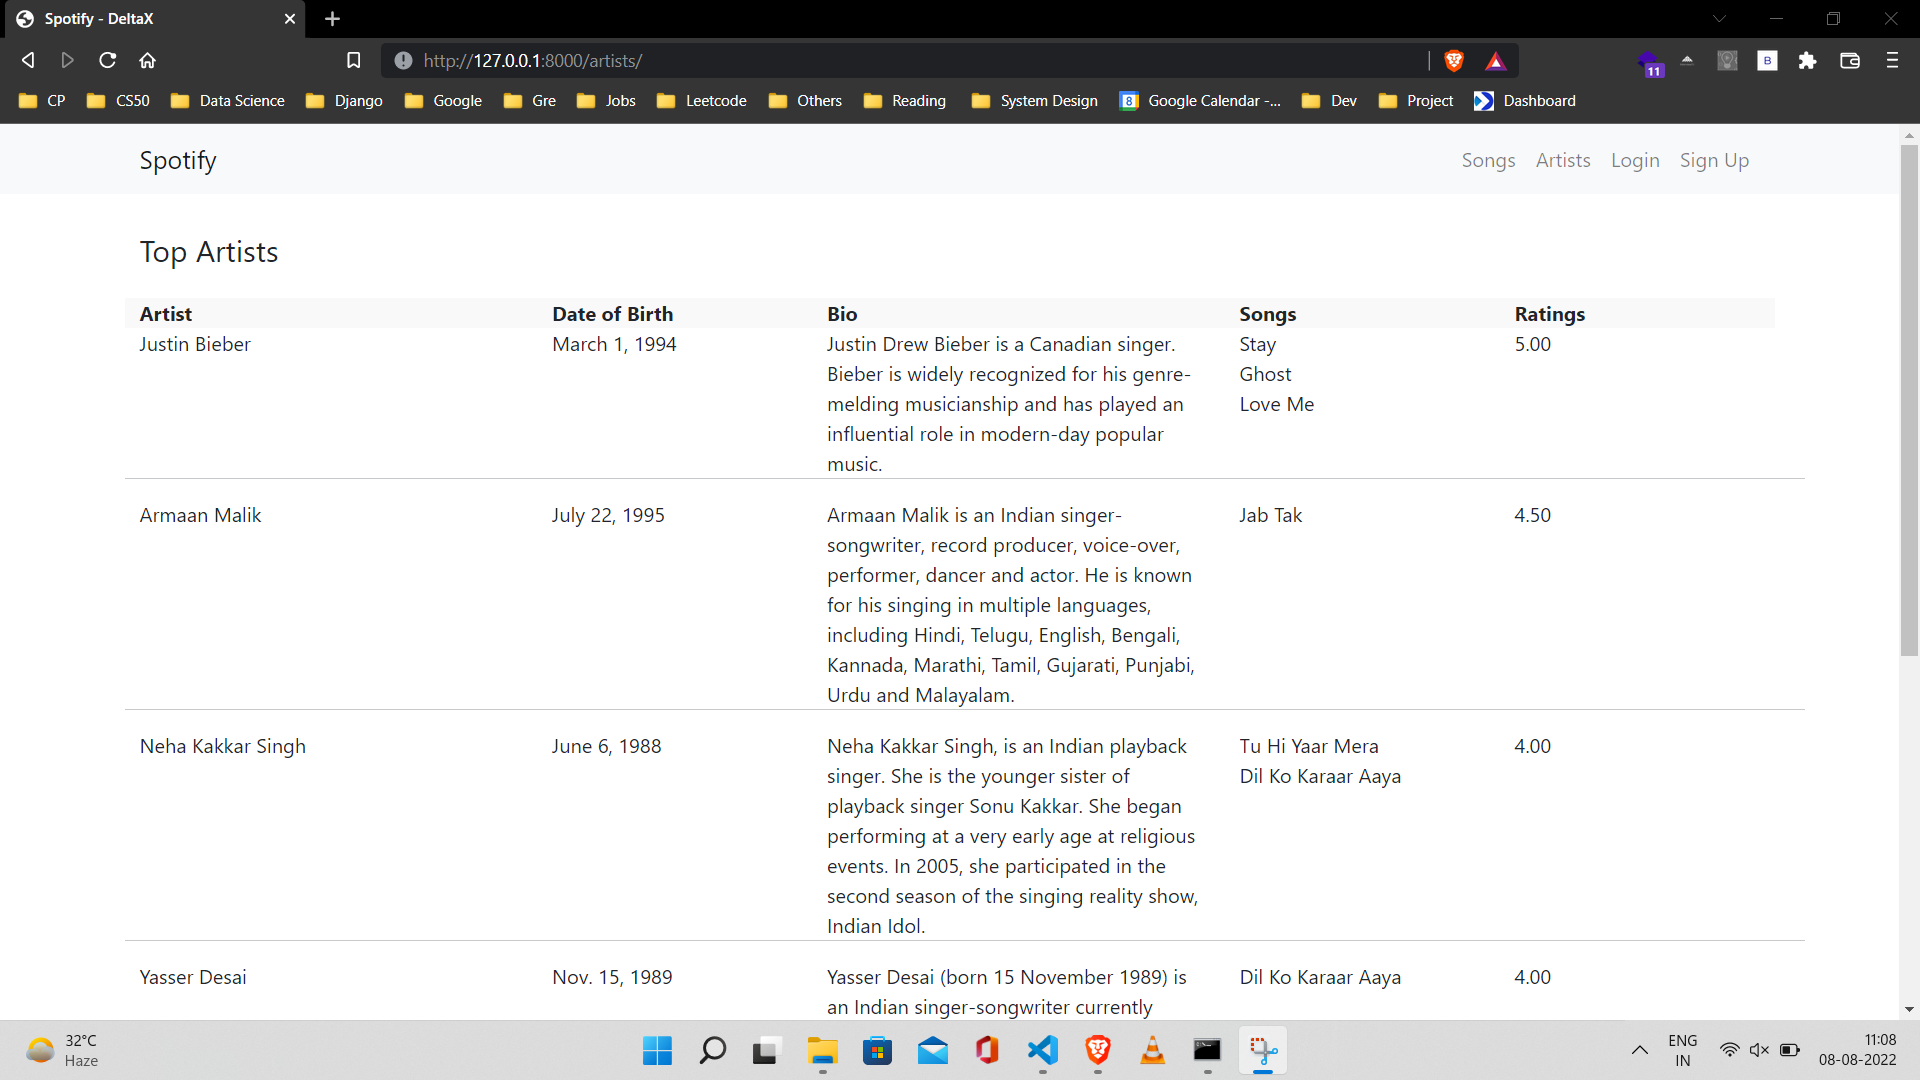 Spotify - DeltaX
http://127.0.0.1:8000/artists/
11
B
CP CS50 Data Science Django Google Gre Jobs Leetcode Others Reading System Design 8 Google Calendar -... Dev Project Dashboard
Spotify Songs Artists Login Sign Up
Top Artists
Artist Date of Birth Bio Songs Ratings
Justin Bieber March 1, 1994 Justin Drew Bieber is a Canadian singer. Stay 5.00
Bieber is widely recognized for his genre- Ghost
melding musicianship and has played an Love Me
influential role in modern-day popular
music.
Armaan Malik July 22, 1995 Armaan Malik is an Indian singer- Jab Tak 4.50
songwriter, record producer, voice-over,
performer, dancer and actor. He is known
for his singing in multiple languages,
including Hindi, Telugu, English, Bengali,
Kannada, Marathi, Tamil, Gujarati, Punjabi,
Urdu and Malayalam.
Neha Kakkar Singh June 6, 1988 Neha Kakkar Singh, is an Indian playback Tu Hi Yaar Mera 4.00
singer. She is the younger sister of Dil Ko Karaar Aaya
playback singer Sonu Kakkar. She began
performing at a very early age at religious
events. In 2005, she participated in the
second season of the singing reality show,
Indian Idol.
Yasser Desai Nov. 15, 1989 Yasser Desai (born 15 November 1989) is Dil Ko Karaar Aaya 4.00
an Indian singer-songwriter currently
32°C ENG 11:08
Haze IN 08-08-2022